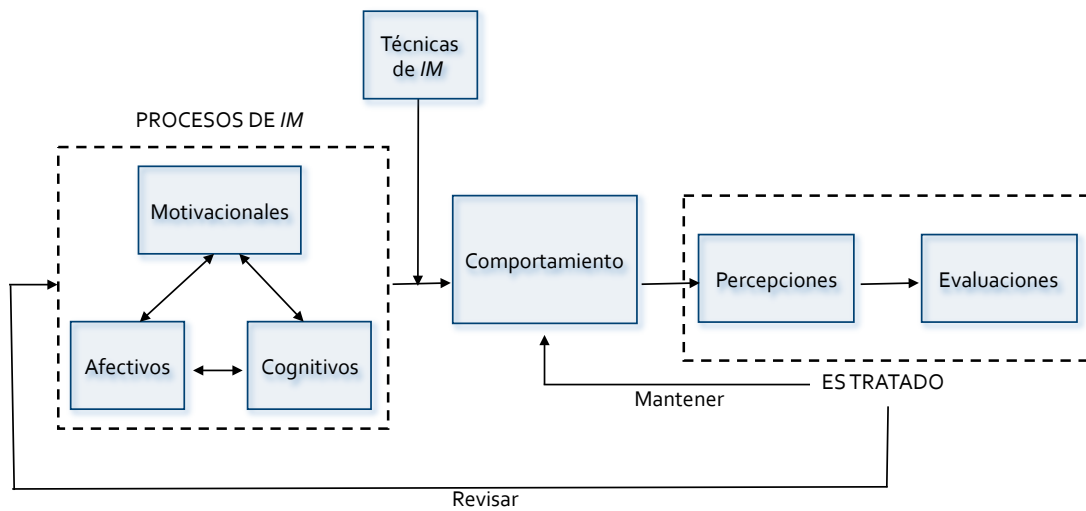 Técnicas
de IM
PROCESOS DE IM
Motivacionales
Afectivos
Cognitivos
Comportamiento
Percepciones
Evaluaciones
ES TRATADO
Mantener
Revisar